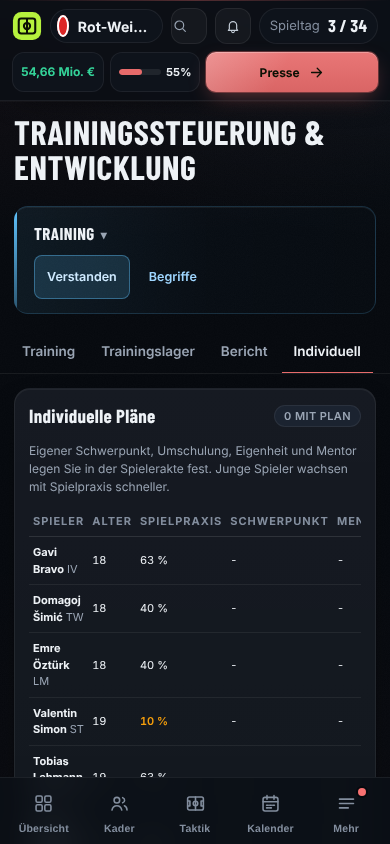 Rot-Wei...
Spieltag 3 / 34
54,66 Mio. €
55%
Presse →
TRAININGSSTEUERUNG &
ENTWICKLUNG
TRAINING ▾
Verstanden
Begriffe
Training
Trainingslager
Bericht
Individuell
Individuelle Pläne
0 MIT PLAN
Eigener Schwerpunkt, Umschulung, Eigenheit und Mentor
legen Sie in der Spielerakte fest. Junge Spieler wachsen
mit Spielpraxis schneller.
SPIELER ALTER SPIELPRAXIS SCHWERPUNKT MEN
Gavi
Bravo IV 18 63 % - -
Domagoj
Šimić TW 18 40 % - -
Emre
Öztürk
LM 18 40 % - -
Valentin
Simon ST 19 10 % - -
Tobias
Lehmann 19 63 %
Übersicht
Kader
Taktik
Kalender
Mehr